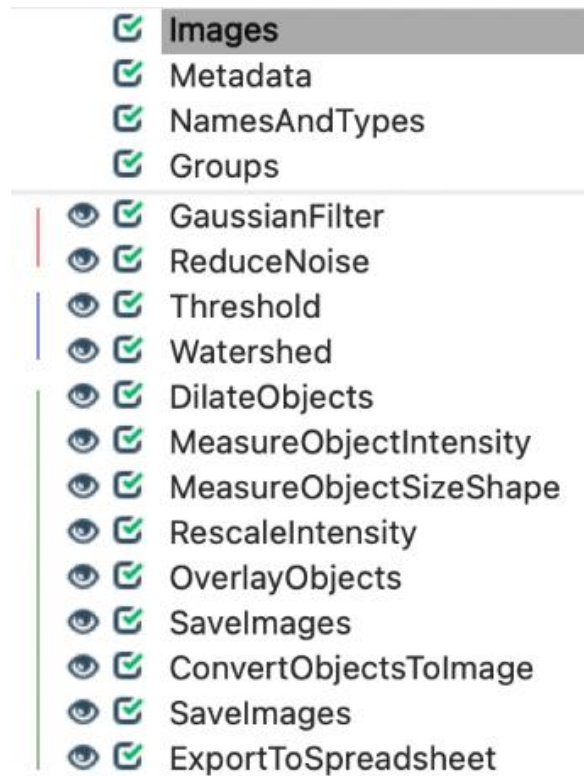 Images
Metadata
NamesAndTypes
Groups
GaussianFilter
ReduceNoise
Threshold
Watershed
DilateObjects
MeasureObjectIntensity
MeasureObjectSizeShape
RescaleIntensity
OverlayObjects
SaveImages
ConvertObjectsToImage
SaveImages
ExportToSpreadsheet